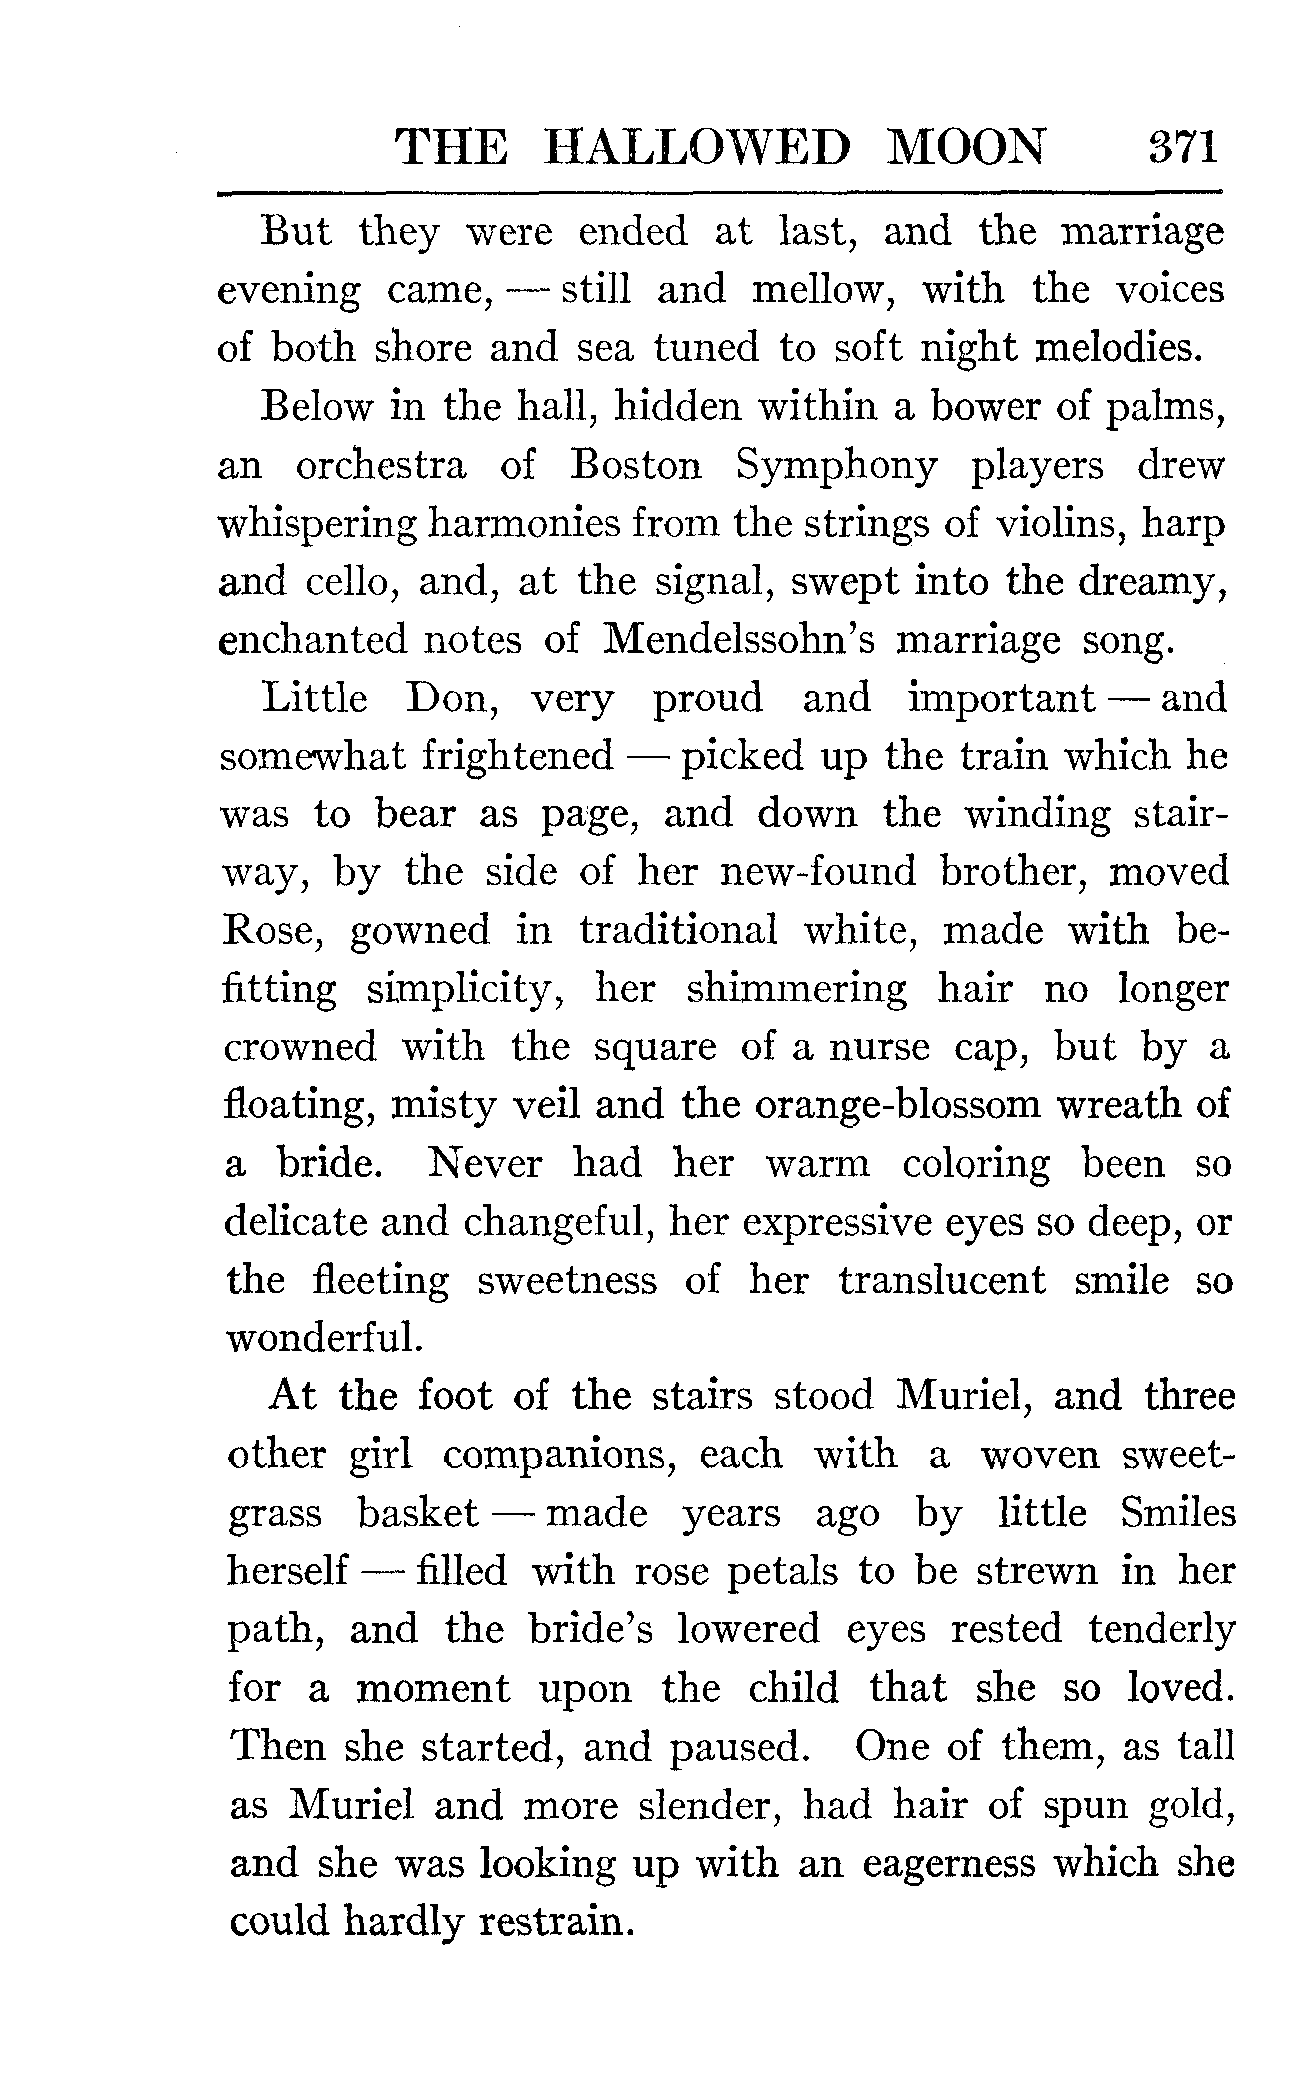 THE HALLOWED MOON 371
But they were ended at last, and the marriage
evening came, — still and mellow, with the voices
of both shore and sea tuned to soft night melodies.
Below in the hall, hidden within a bower of palms,
an orchestra of Boston Symphony players drew
whispering harmonies from the strings of violins, harp
and cello, and, at the signal, swept into the dreamy,
enchanted notes of Mendelssohn's marriage song.
Little Don, very proud and important — and
somewhat frightened — picked up the train which he
was to bear as page, and down the winding stair-
way, by the side of her new-found brother, moved
Rose, gowned in traditional white, made with be-
fitting simplicity, her shimmering hair no longer
crowned with the square of a nurse cap, but by a
floating, misty veil and the orange-blossom wreath of
a bride. Never had her warm coloring been so
delicate and changeful, her expressive eyes so deep, or
the fleeting sweetness of her translucent smile so
wonderful.
At the foot of the stairs stood Muriel, and three
other girl companions, each with a woven sweet-
grass basket — made years ago by little Smiles
herself — filled with rose petals to be strewn in her
path, and the bride's lowered eyes rested tenderly
for a moment upon the child that she so loved.
Then she started, and paused. One of them, as tall
as Muriel and more slender, had hair of spun gold,
and she was looking up with an eagerness which she
could hardly restrain.